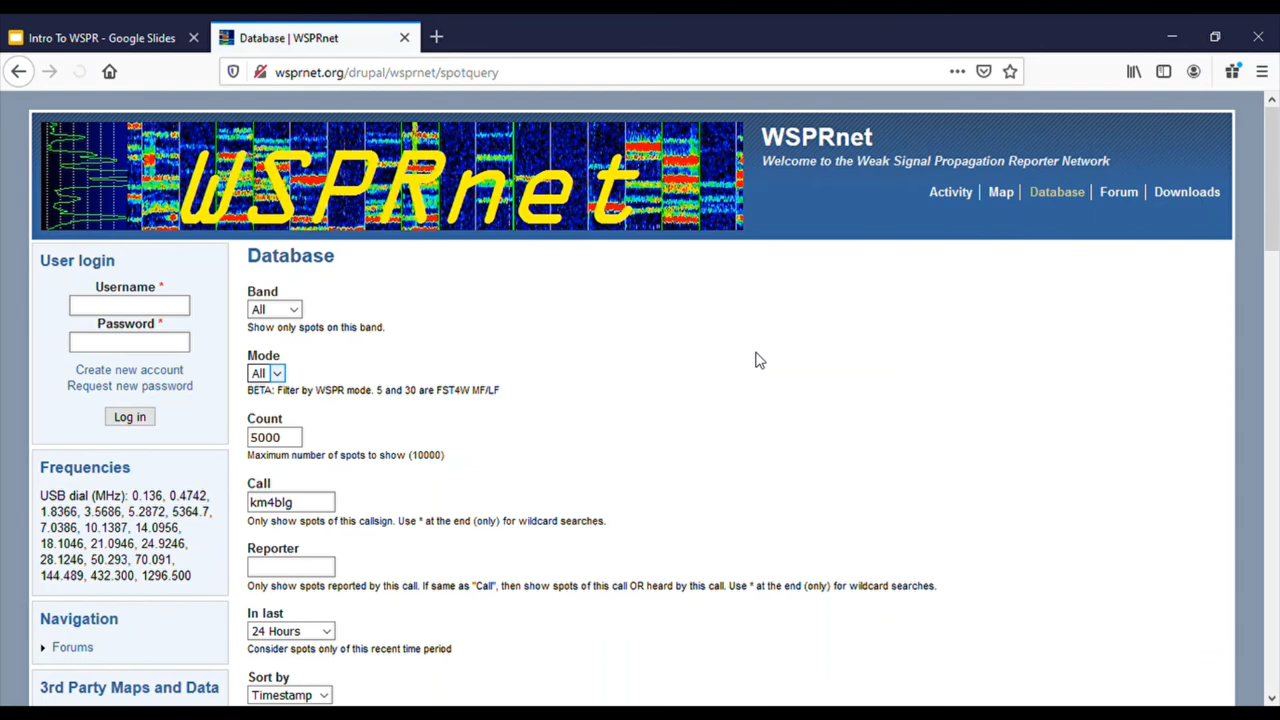 Intro To WSPR - Google Slides
Database | WSPRnet
wsprnet.org/drupal/wsprnet/spotquery
WSPRnet
WSPRnet
Welcome to the Weak Signal Propagation Reporter Network
Activity | Map | Database | Forum | Downloads
User login
Username *
Password *
Create new account
Request new password
Log in
Frequencies
USB dial (MHz): 0.136, 0.4742,
1.8366, 3.5686, 5.2872, 5364.7,
7.0386, 10.1387, 14.0956,
18.1046, 21.0946, 24.9246,
28.1246, 50.293, 70.091,
144.489, 432.300, 1296.500
Navigation
Forums
3rd Party Maps and Data
Database
Band
All
Show only spots on this band.
Mode
All
BETA: Filter by WSPR mode. 5 and 30 are FST4W MF/LF
Count
5000
Maximum number of spots to show (10000)
Call
km4blg
Only show spots of this callsign. Use * at the end (only) for wildcard searches.
Reporter
Only show spots reported by this call. If same as "Call", then show spots of this call OR heard by this call. Use * at the end (only) for wildcard searches.
In last
24 Hours
Consider spots only of this recent time period
Sort by
Timestamp